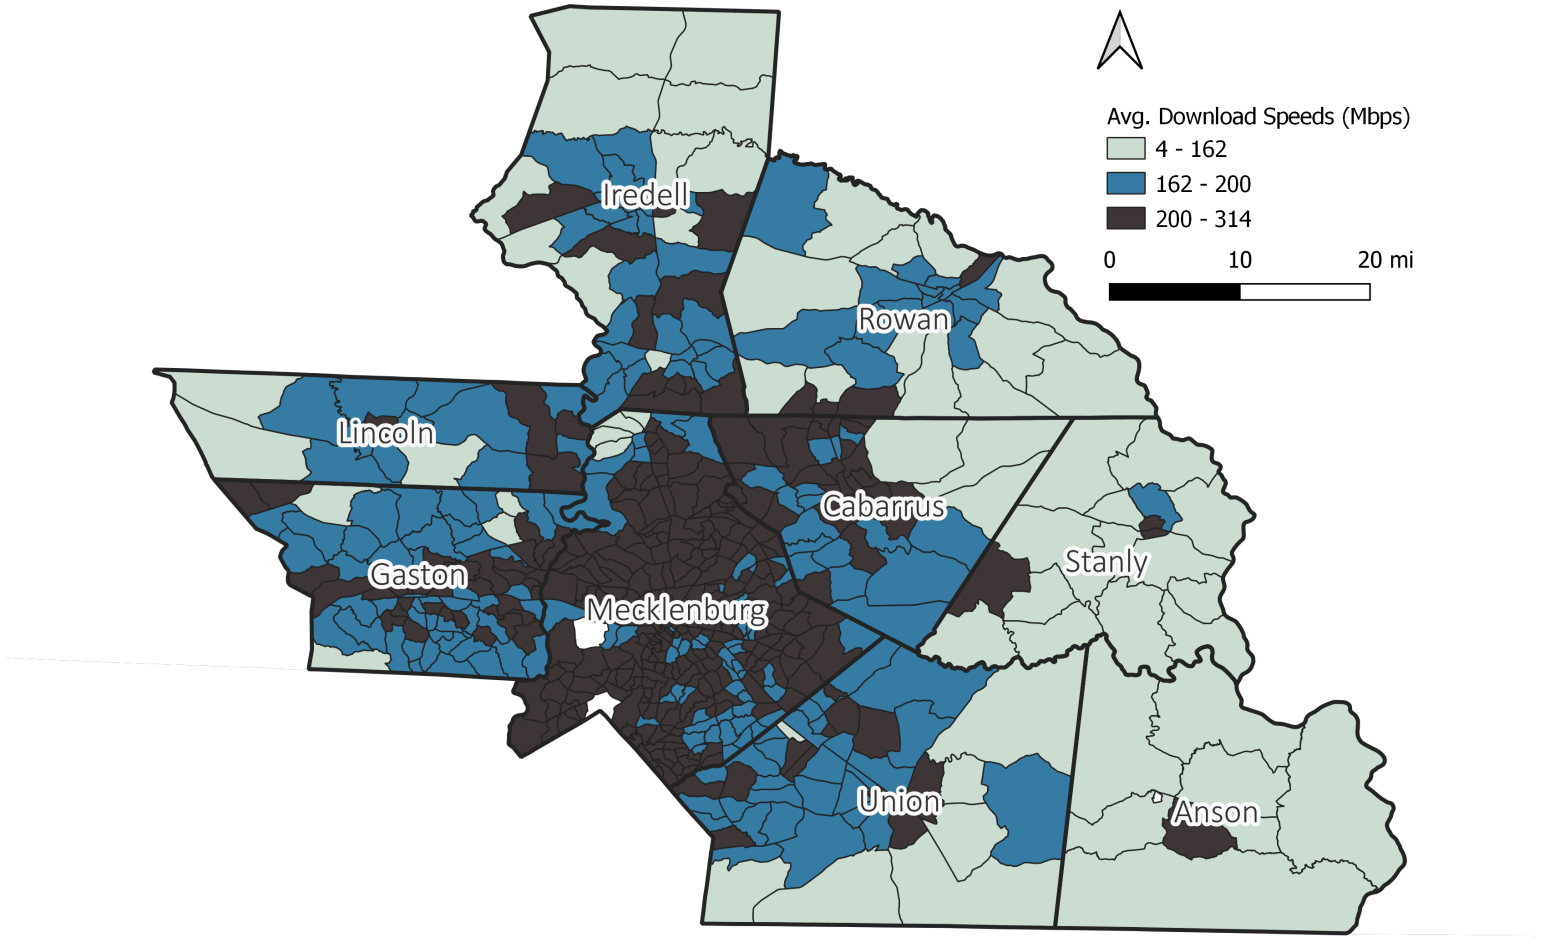 Avg. Download Speeds (Mbps)
4 - 162
162 - 200
200 - 314
0 10 20 mi
Iredell
Rowan
Lincoln
Cabarrus
Stanly
Gaston
Mecklenburg
Union
Anson